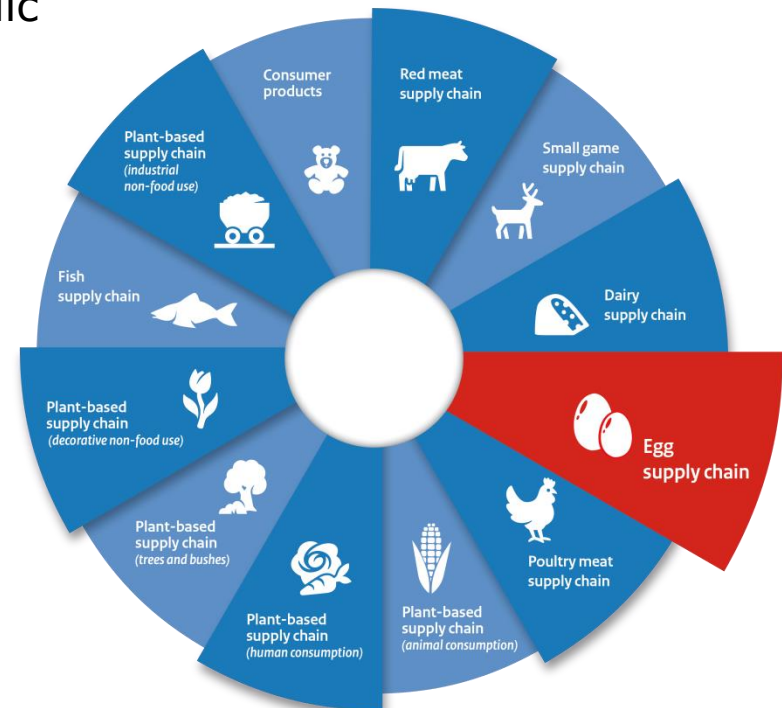 lic
Consumer
products
Red meat
supply chain
Small game
supply chain
Dairy
supply chain
Egg
supply chain
Poultry meat
supply chain
Plant-based
supply chain
(animal consumption)
Plant-based
supply chain
(human consumption)
Plant-based
supply chain
(trees and bushes)
Plant-based
supply chain
(decorative non-food use)
Fish
supply chain
Plant-based
supply chain
(industrial
non-food use)